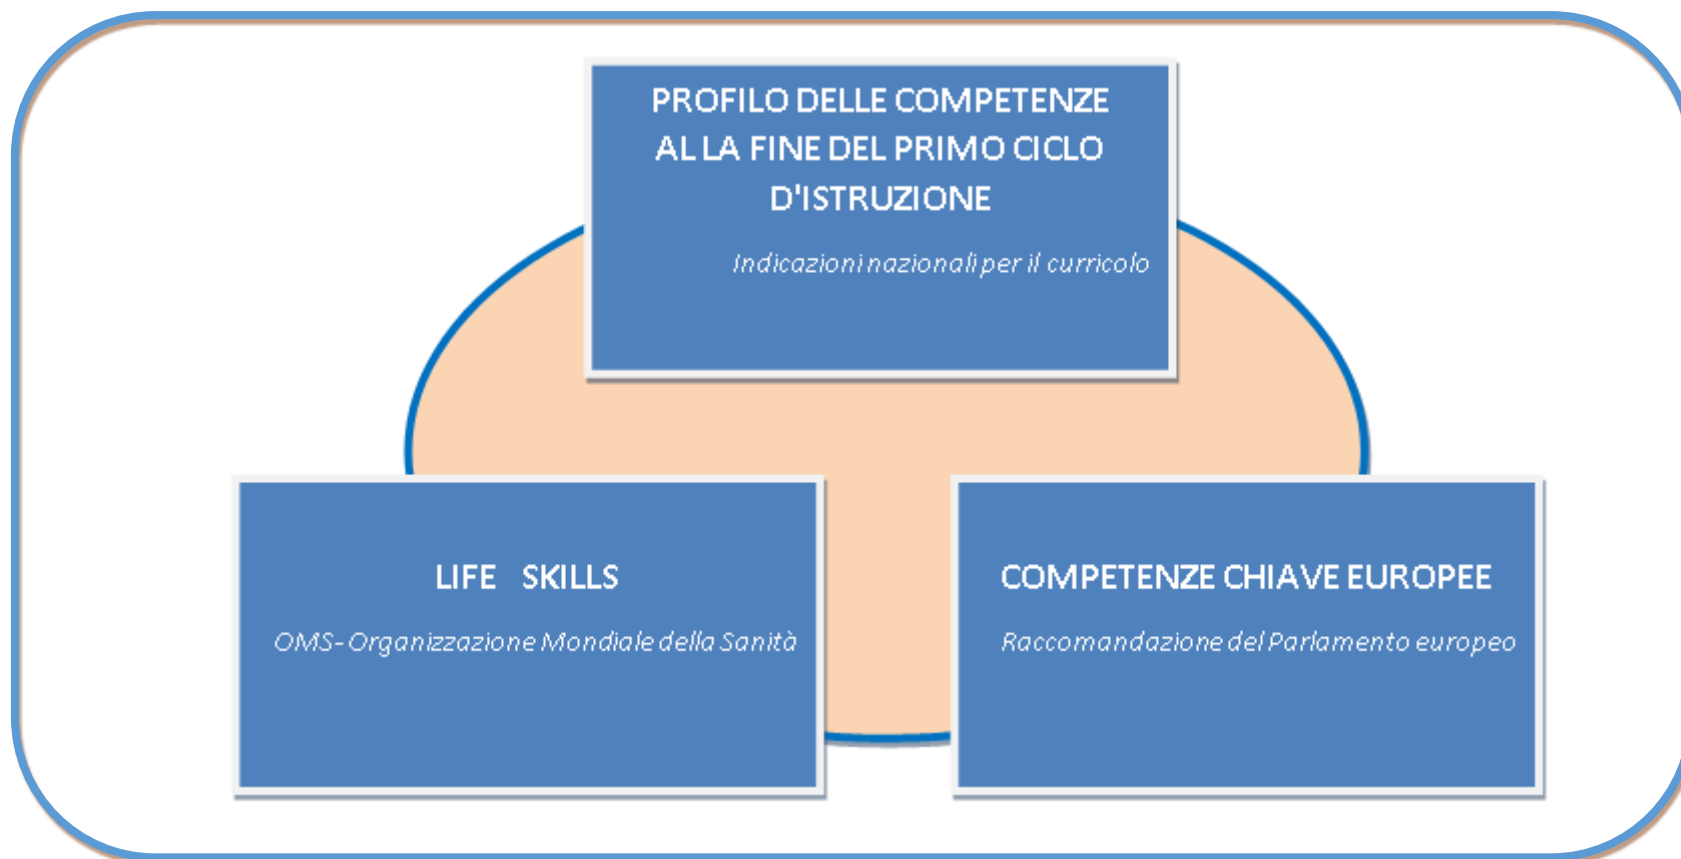 PROFILO DELLE COMPETENZE
ALLA FINE DEL PRIMO CICLO
D'ISTRUZIONE
Indicazioni nazionali per il curricolo
LIFE SKILLS
OMS- Organizzazione Mondiale della Sanità
COMPETENZE CHIAVE EUROPEE
Raccomandazione del Parlamento europeo